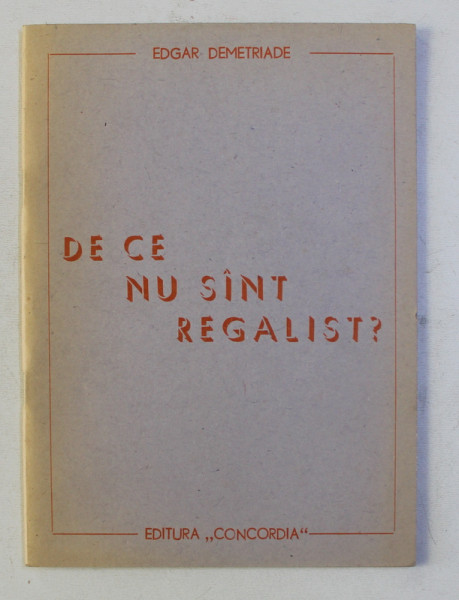 EDGAR DEMETRIADE
DE CE
NU SÎNT
REGALIST?
EDITURA „CONCORDIA“